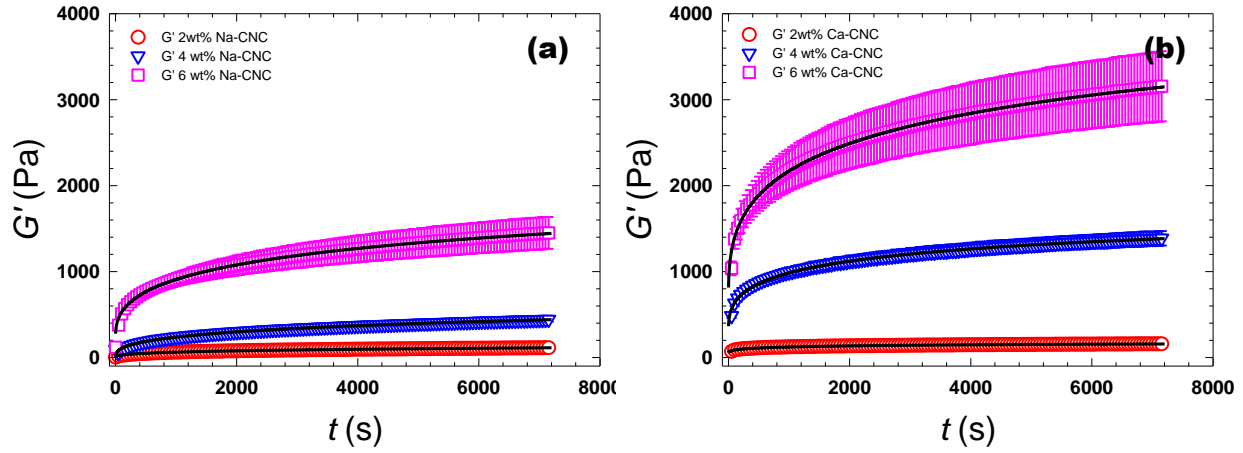 4000
3000
2000
1000
0
G' (Pa)
G' 2wt% Na-CNC
G' 4 wt% Na-CNC
G' 6 wt% Na-CNC
(a)
0 2000 4000 6000 8000
t (s)
4000
3000
2000
1000
0
G' (Pa)
G' 2wt% Ca-CNC
G' 4 wt% Ca-CNC
G' 6 wt% Ca-CNC
(b)
0 2000 4000 6000 8000
t (s)